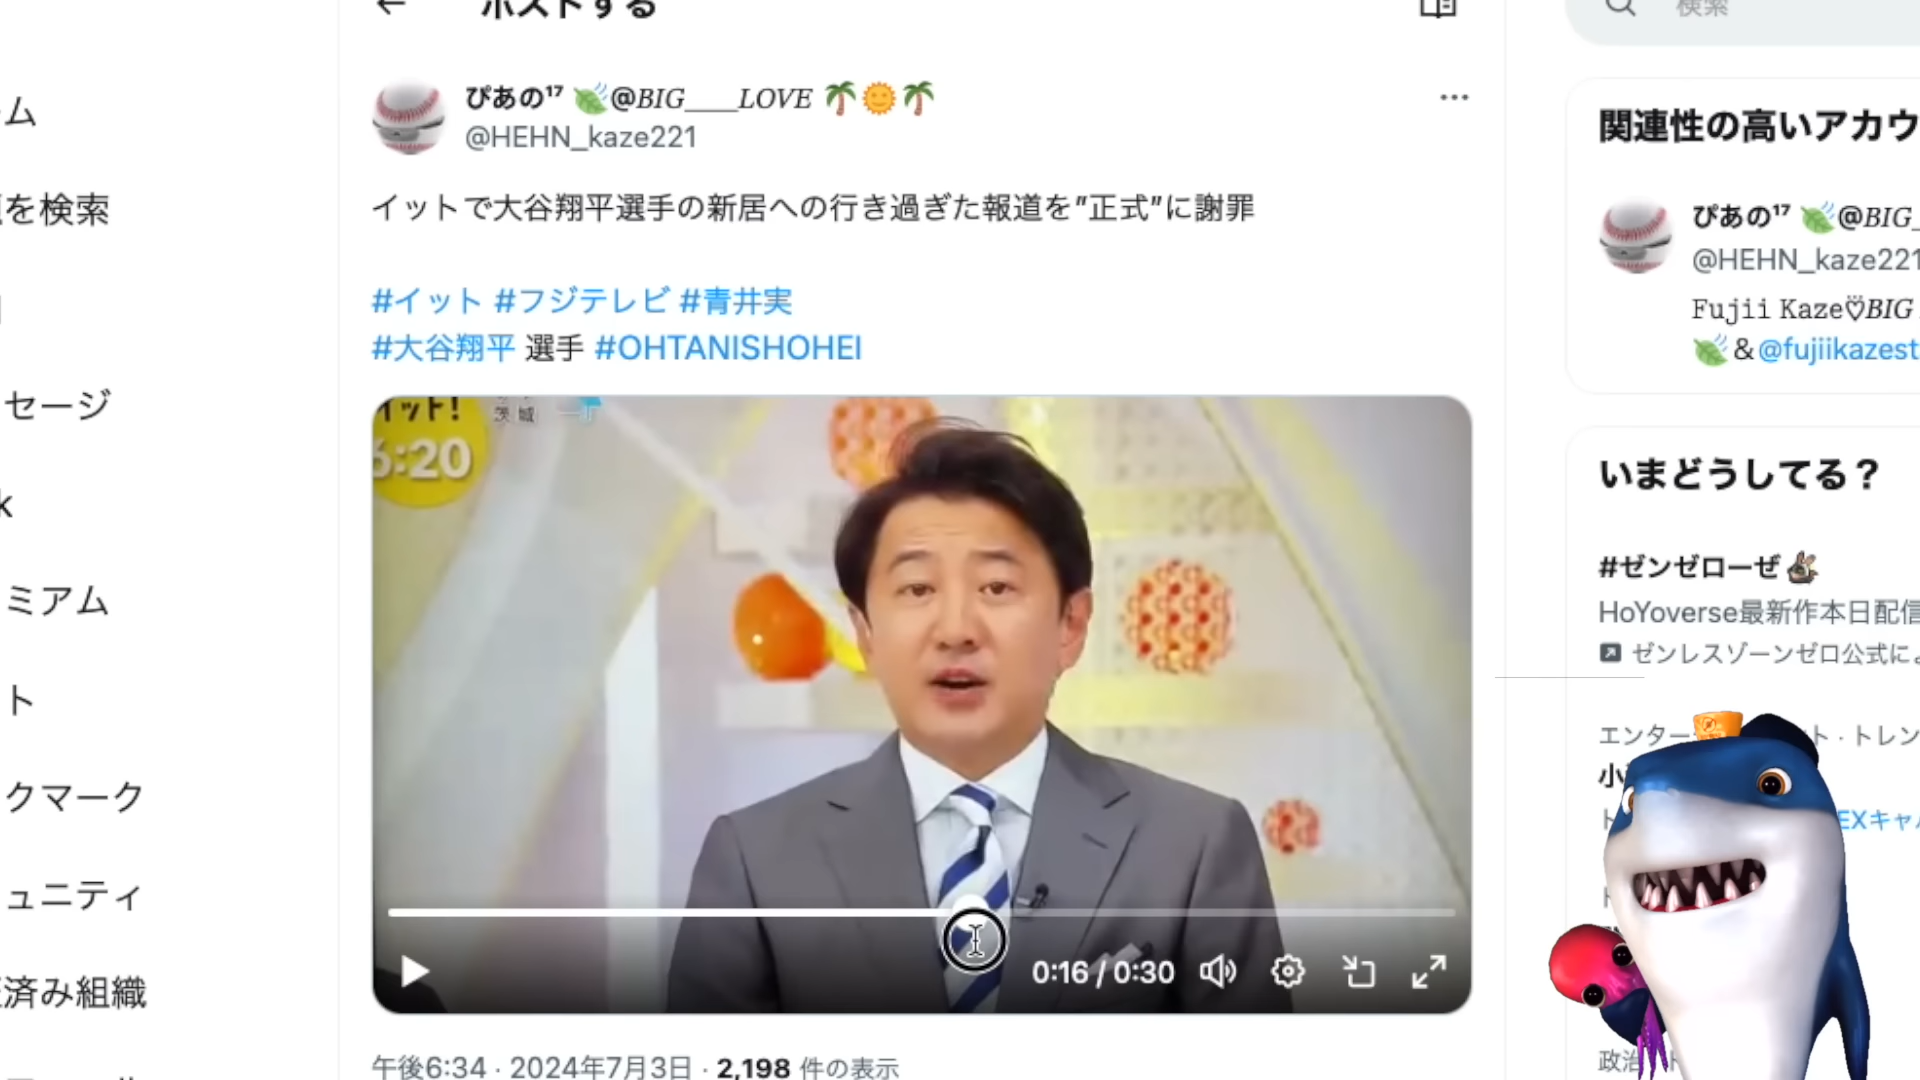 ポストする
検索
ム
を検索
セージ
k
ミアム
ト
クマーク
ュニティ
済み組織
ぴあの¹⁷ 🍃@BIG___LOVE 🌴🌞🌴
@HEHN_kaze221
イットで大谷翔平選手の新居への行き過ぎた報道を”正式”に謝罪
#イット #フジテレビ #青井実
#大谷翔平 選手 #OHTANISHOHEI
イット!
茨城
6:20
0:16 / 0:30
午後6:34 · 2024年7月3日 · 2,198 件の表示
関連性の高いアカウ
ぴあの¹⁷ 🍃@BIG_
@HEHN_kaze221
Fujii Kaze♡BIG
🍃 & @fujiikazest
いまどうしてる？
#ゼンゼローゼ
HoYoverse最新作本日配信
ゼンレスゾーンゼロ公式に
エンター
ト · トレン
小
EXキャ
政治